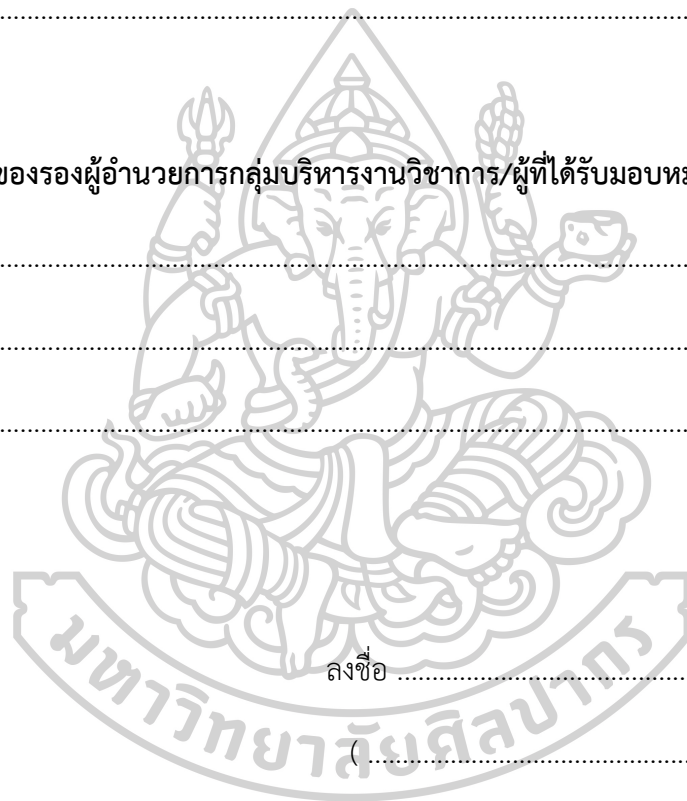 ................................................................................................
ของรองผู้อำนวยการกลุ่มบริหารงานวิชาการ/ผู้ที่ได้รับมอบหม
................................................................................................
................................................................................................
................................................................................................
ลงชื่อ ........................................
( ............................................
มหาวิทยาลัยศิลปากร